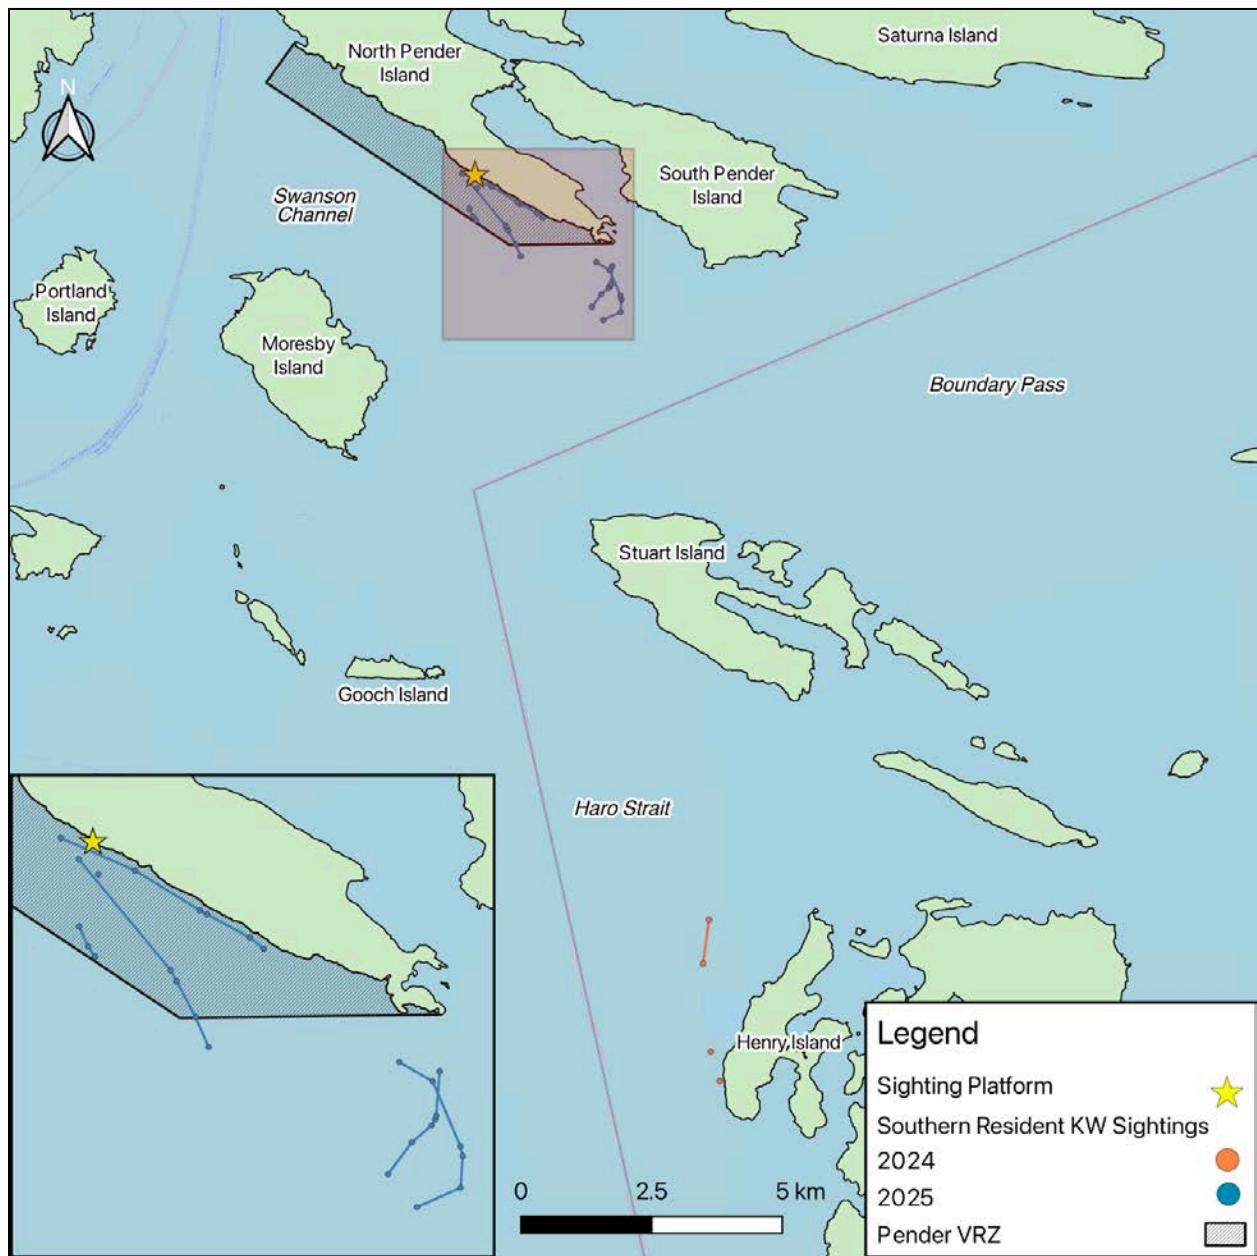 Saturna Island
North Pender
Island
N
South Pender
Island
Swanson
Channel
Portland
Island
Moresby
Island
Boundary Pass
Stuart Island
Gooch Island
Haro Strait
Henry Island
0 2.5 5 km
Legend
Sighting Platform
Southern Resident KW Sightings
2024
2025
Pender VRZ